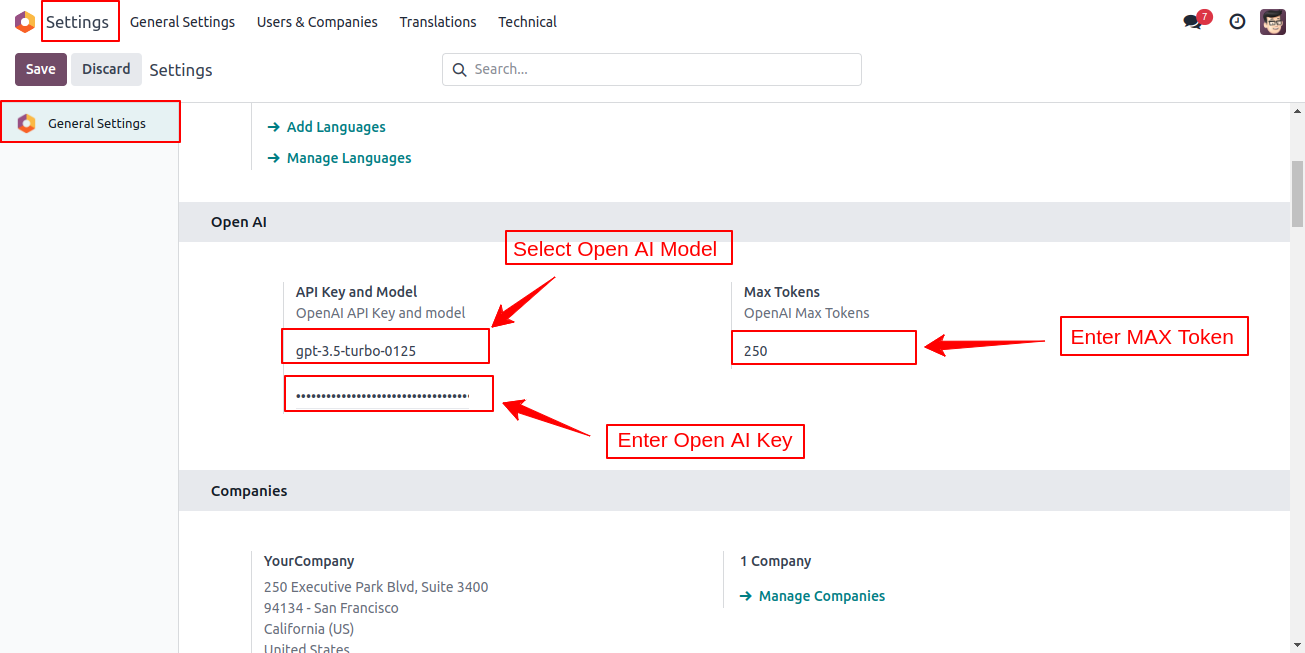 Settings General Settings Users & Companies Translations Technical 7
Save Discard Settings Search...
General Settings
→ Add Languages
→ Manage Languages
Open AI
Select Open AI Model
API Key and Model
OpenAI API Key and model
gpt-3.5-turbo-0125
••••••••••••••••••••••••••••••••••
Enter Open AI Key
Max Tokens
OpenAI Max Tokens
250
Enter MAX Token
Companies
YourCompany
250 Executive Park Blvd, Suite 3400
94134 - San Francisco
California (US)
United States
1 Company
→ Manage Companies